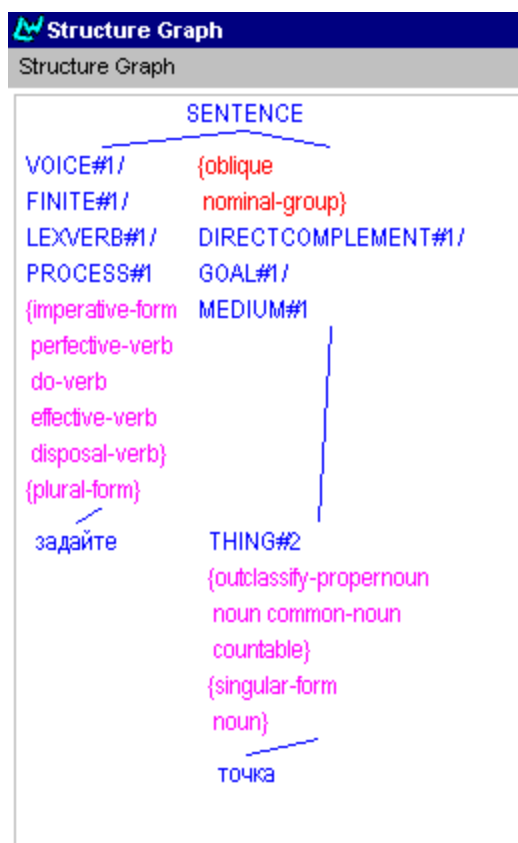 Structure Graph
Structure Graph
SENTENCE
VOICE#1/
FINITE#1/
LEXVERB#1/
PROCESS#1
{imperative-form
perfective-verb
do-verb
effective-verb
disposal-verb}
{plural-form}
задайте
{oblique
nominal-group}
DIRECTCOMPLEMENT#1/
GOAL#1/
MEDIUM#1
THING#2
{outclassify-propernoun
noun common-noun
countable}
{singular-form
noun}
точка